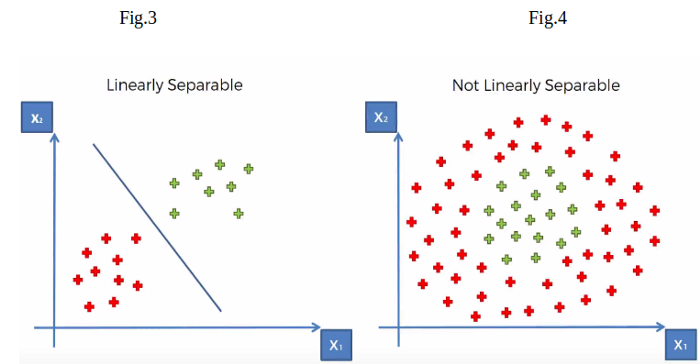 Fig.3
Fig.4
Linearly Separable
Not Linearly Separable
X₂
X₂
X₁
X₁